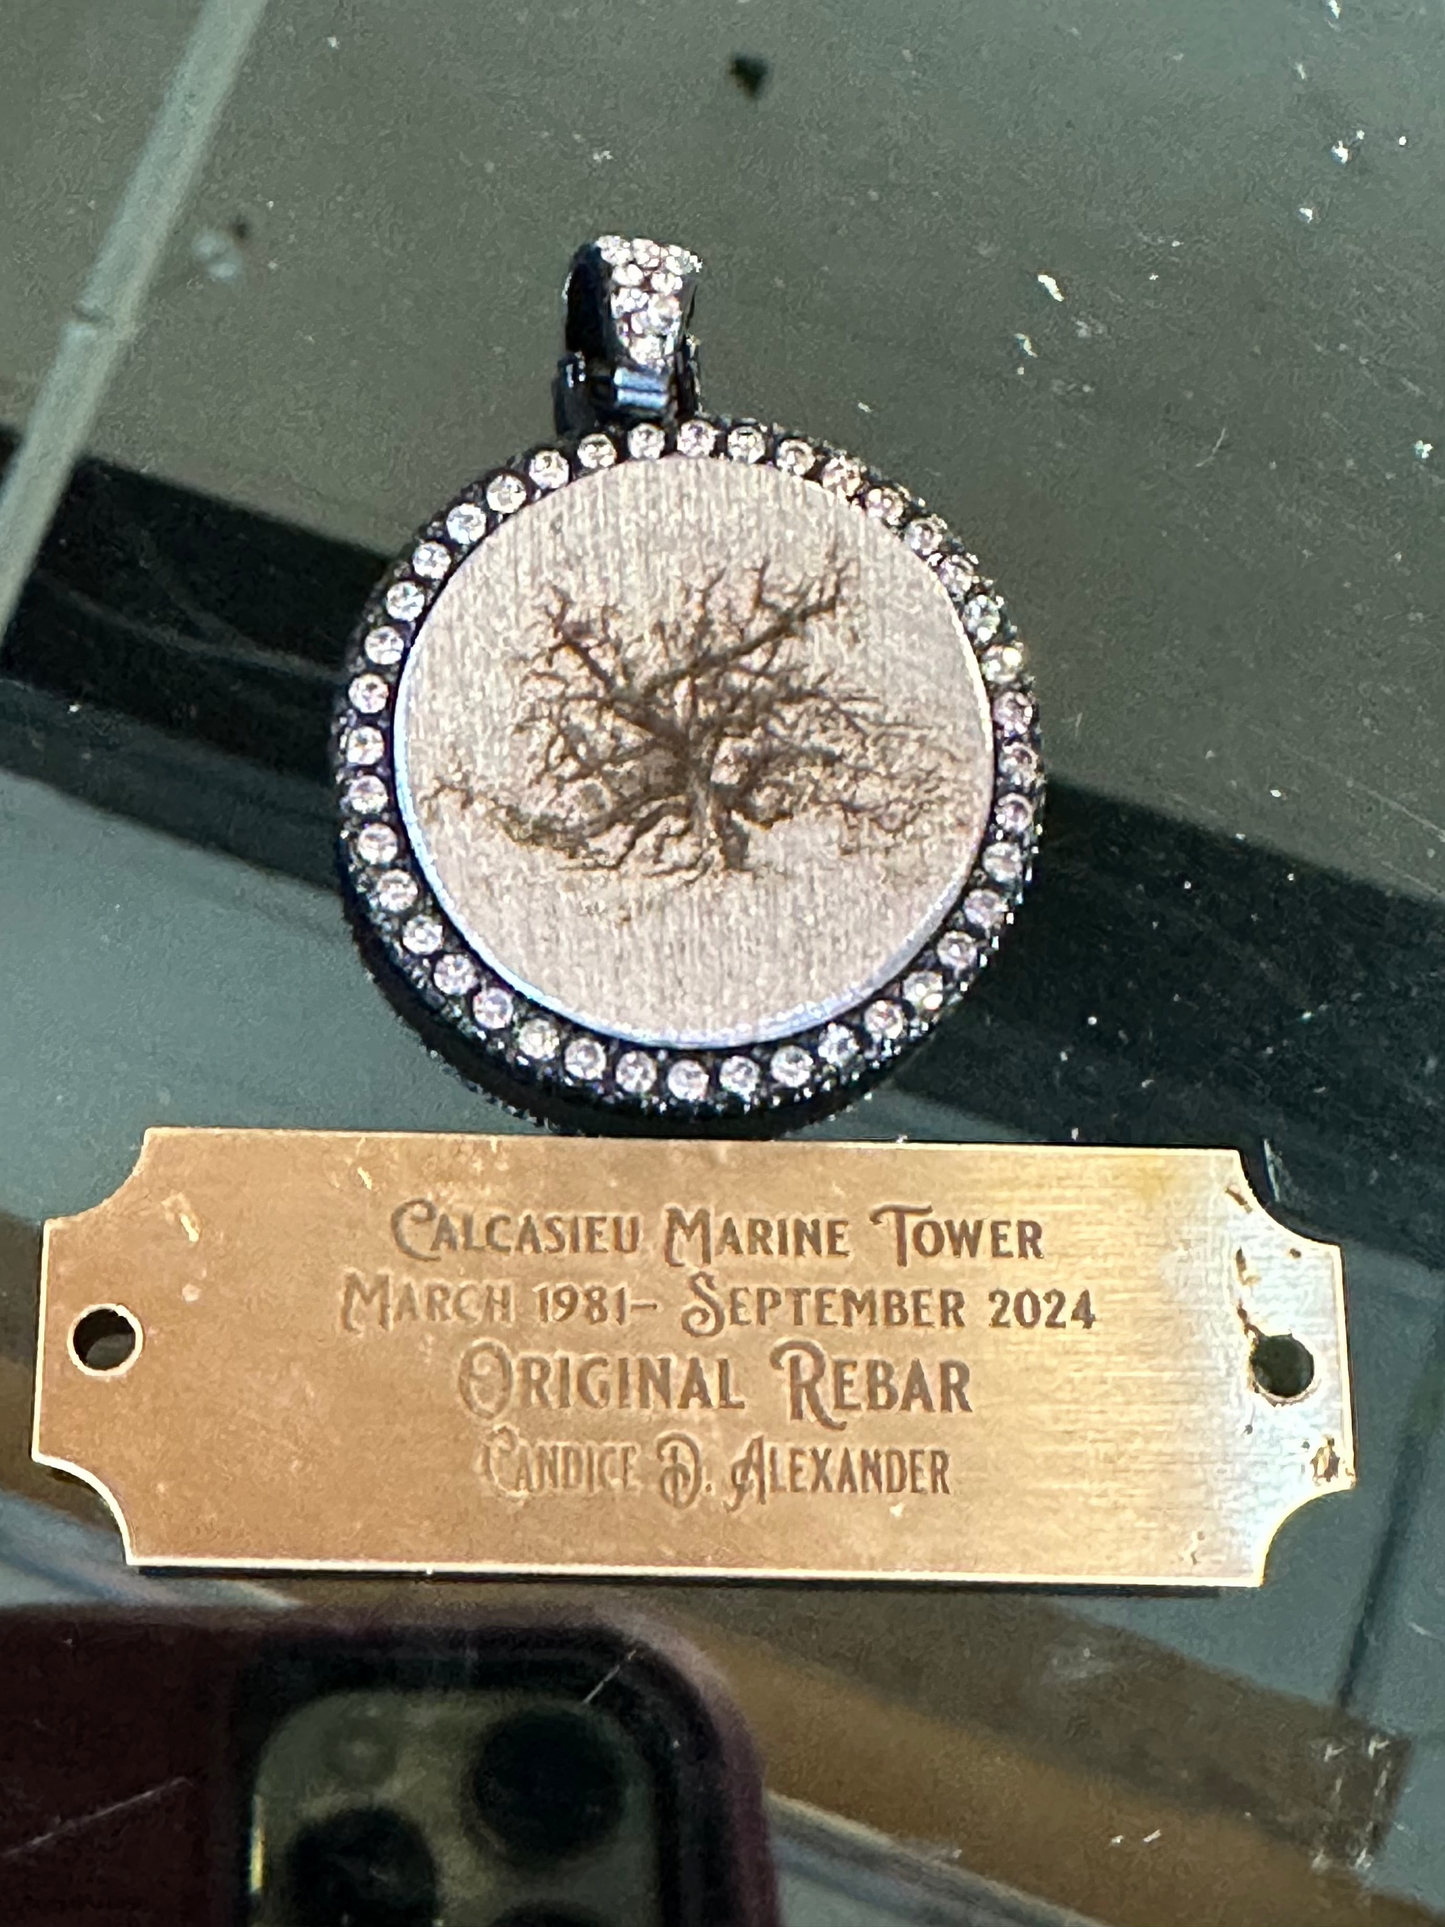 Calcasieu Marine Tower
March 1981– September 2024
Original Rebar
Candice D. Alexander